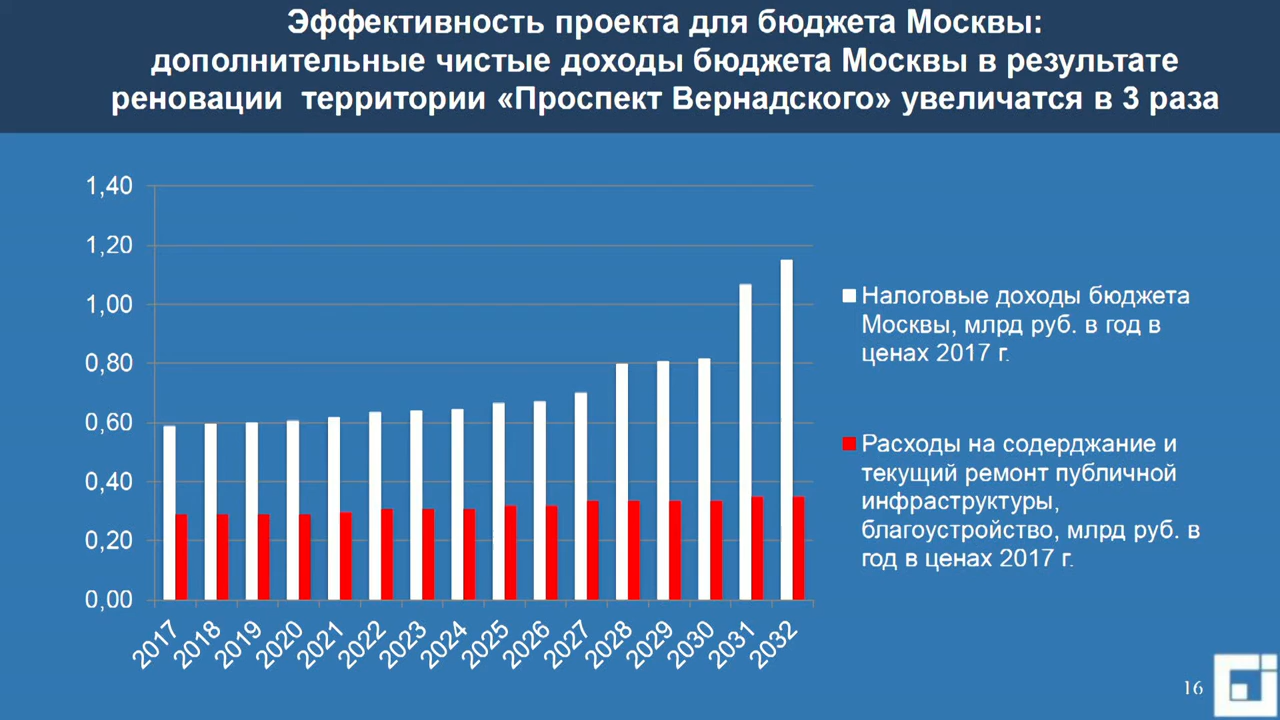 Эффективность проекта для бюджета Москвы:
дополнительные чистые доходы бюджета Москвы в результате
реновации территории «Проспект Вернадского» увеличатся в 3 раза
1,40
1,20
1,00
0,80
0,60
0,40
0,20
0,00
2017
2018
2019
2020
2021
2022
2023
2024
2025
2026
2027
2028
2029
2030
2031
2032
Налоговые доходы бюджета
Москвы, млрд руб. в год в
ценах 2017 г.
Расходы на содерджание и
текущий ремонт публичной
инфраструктуры,
благоустройство, млрд руб. в
год в ценах 2017 г.
16